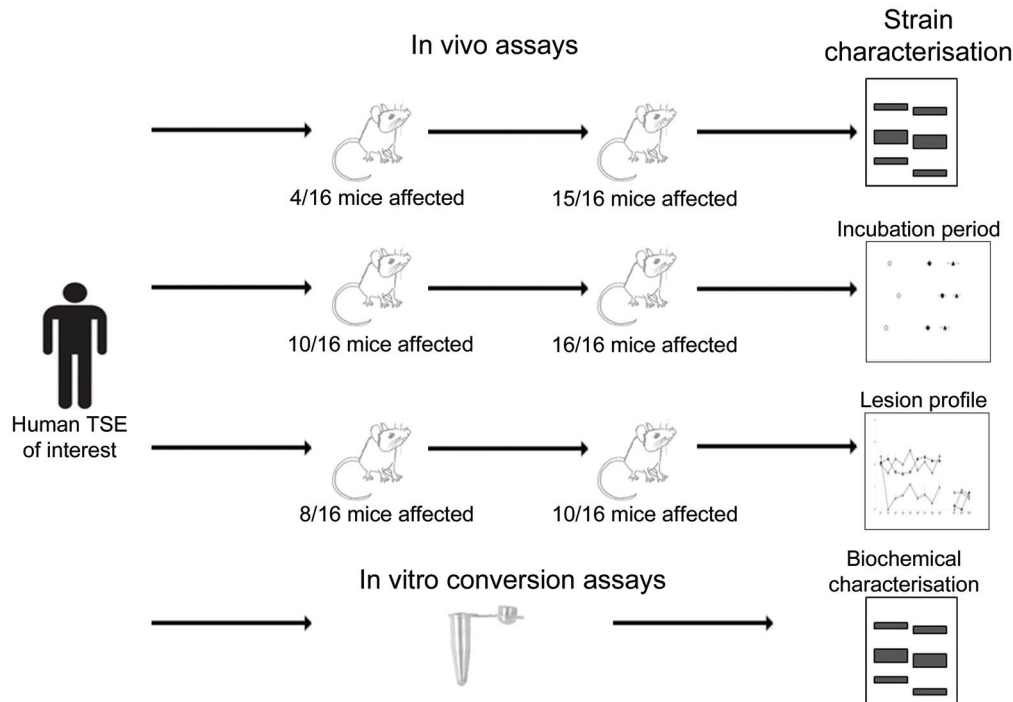 In vivo assays
Strain
characterisation
4/16 mice affected
15/16 mice affected
Incubation period
10/16 mice affected
16/16 mice affected
Human TSE
of interest
Lesion profile
8/16 mice affected
10/16 mice affected
In vitro conversion assays
Biochemical
characterisation